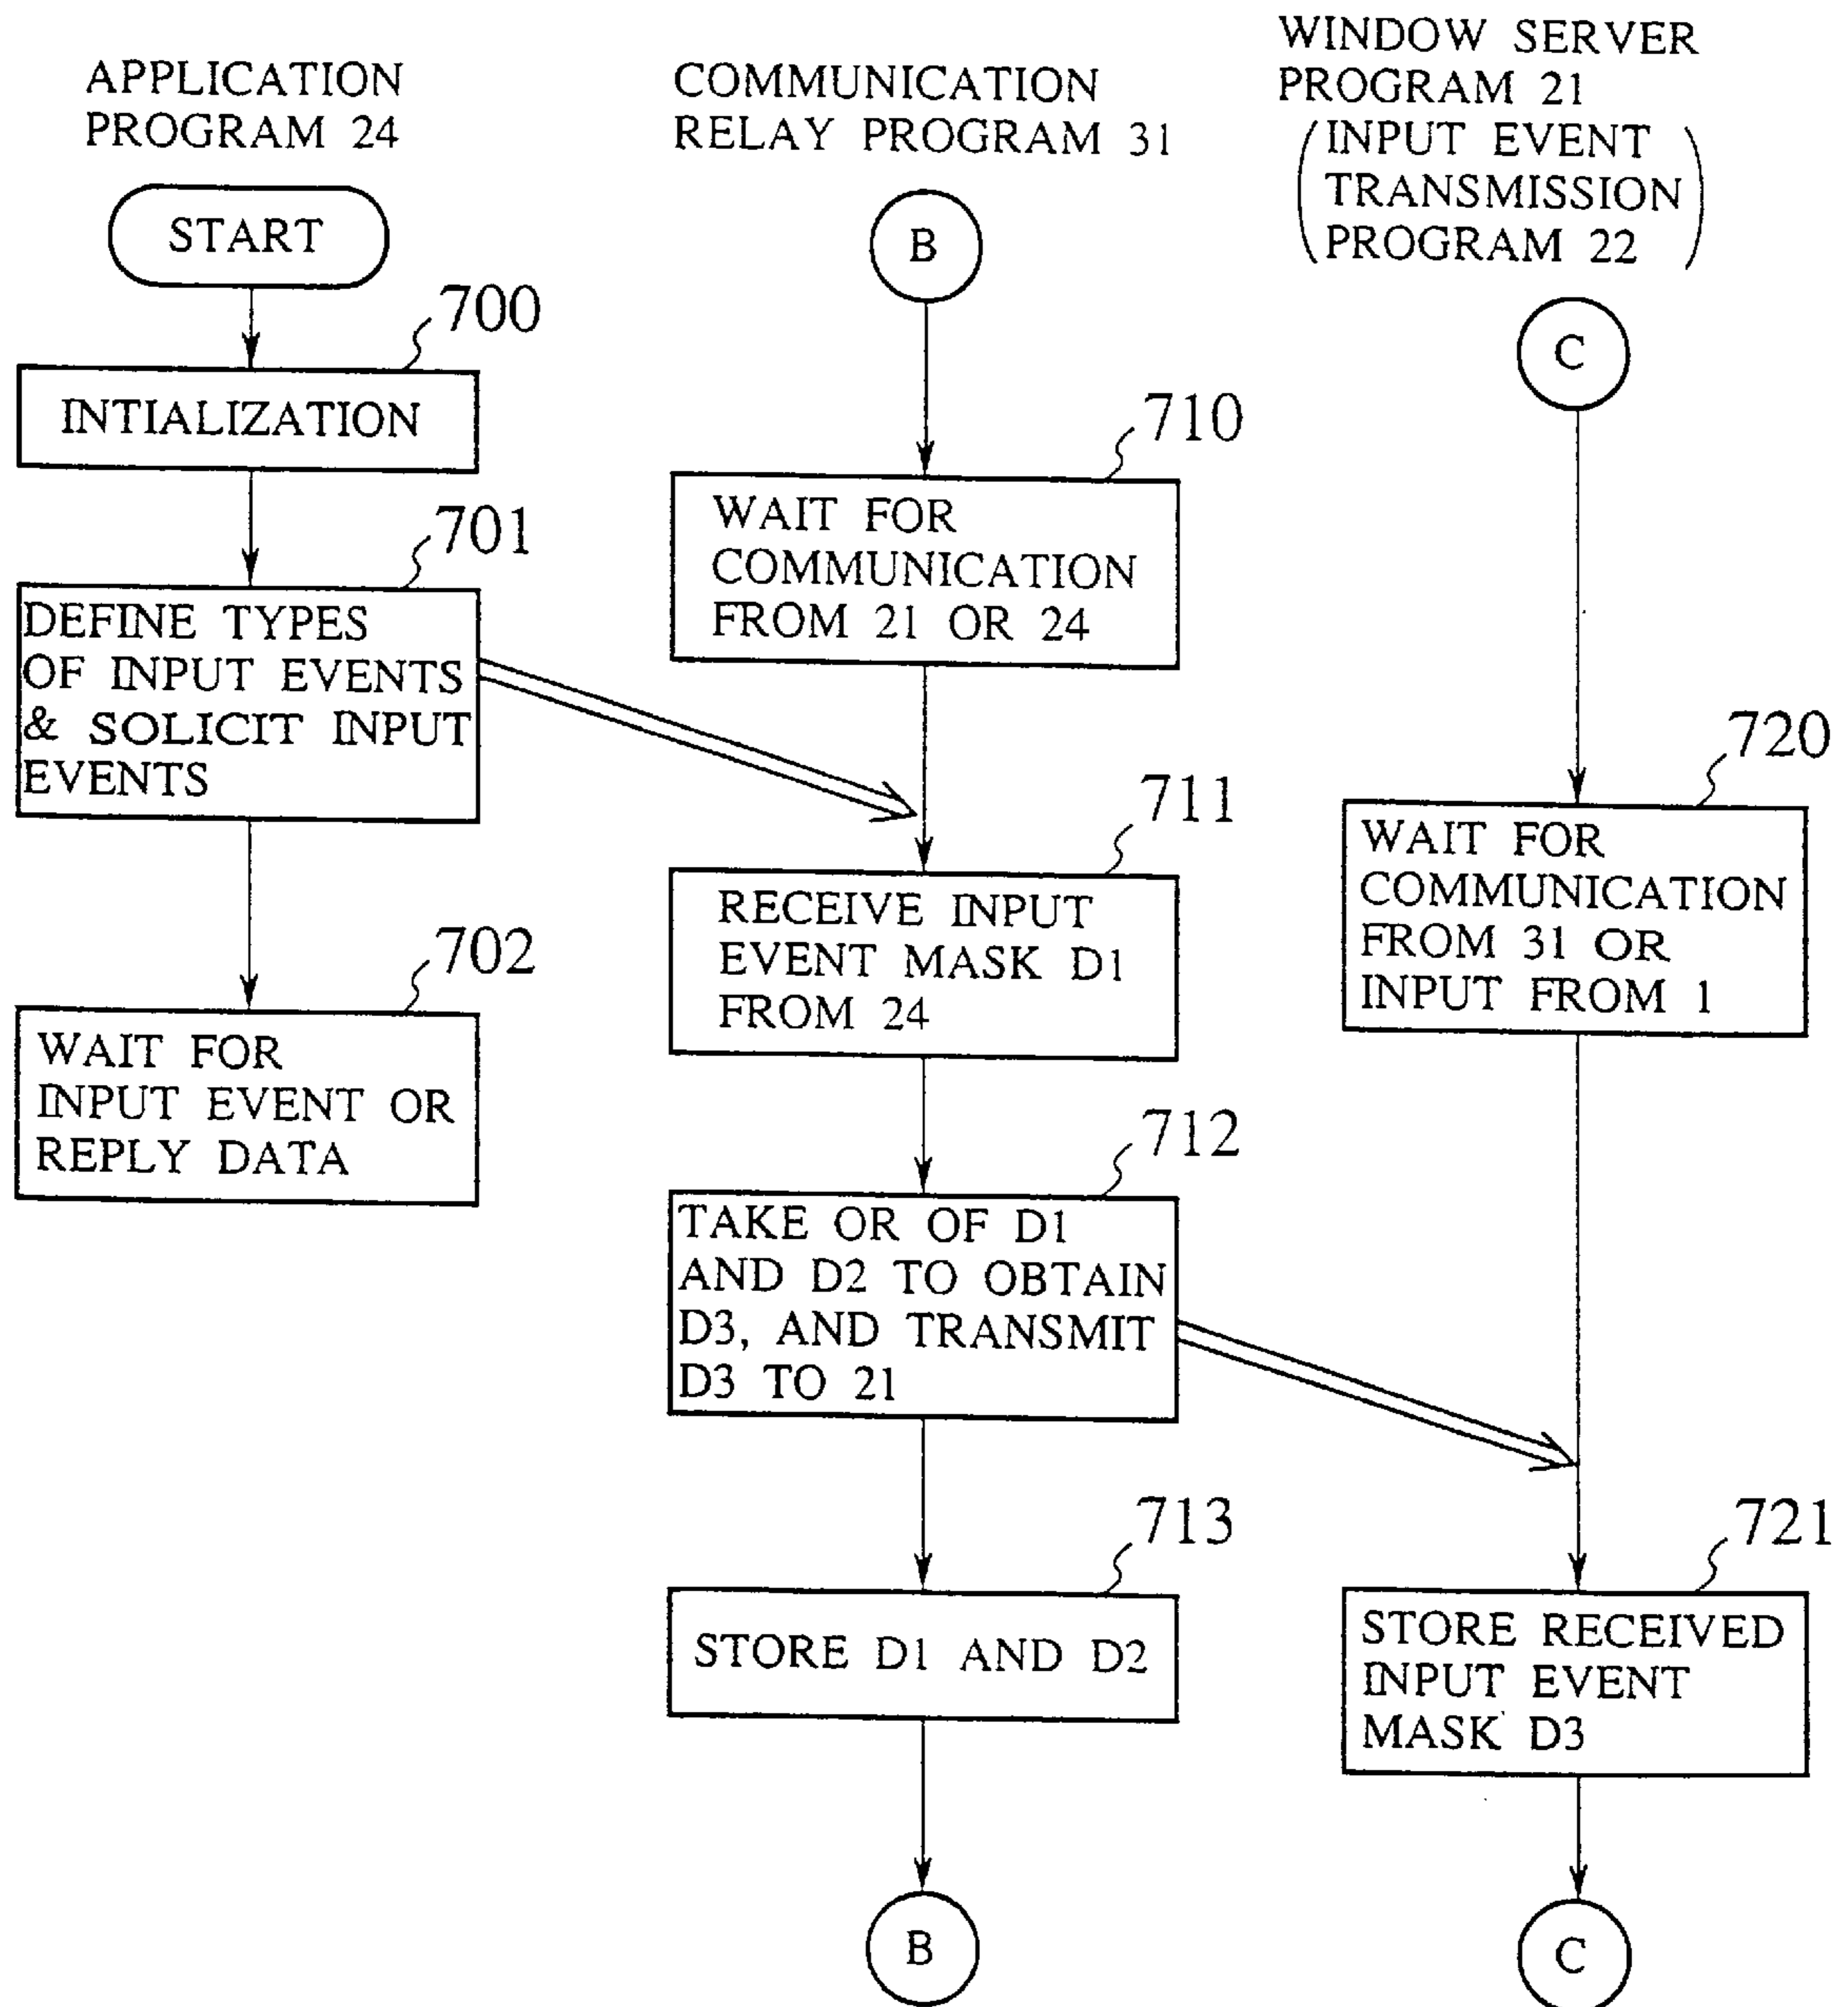 APPLICATION
PROGRAM 24
START
700
INTIALIZATION
701
DEFINE TYPES
OF INPUT EVENTS
& SOLICIT INPUT
EVENTS
702
WAIT FOR
INPUT EVENT OR
REPLY DATA
COMMUNICATION
RELAY PROGRAM 31
B
710
WAIT FOR
COMMUNICATION
FROM 21 OR 24
711
RECEIVE INPUT
EVENT MASK D1
FROM 24
712
TAKE OR OF D1
AND D2 TO OBTAIN
D3, AND TRANSMIT
D3 TO 21
713
STORE D1 AND D2
B
WINDOW SERVER
PROGRAM 21
(INPUT EVENT
TRANSMISSION
PROGRAM 22)
C
720
WAIT FOR
COMMUNICATION
FROM 31 OR
INPUT FROM 1
721
STORE RECEIVED
INPUT EVENT
MASK D3
C